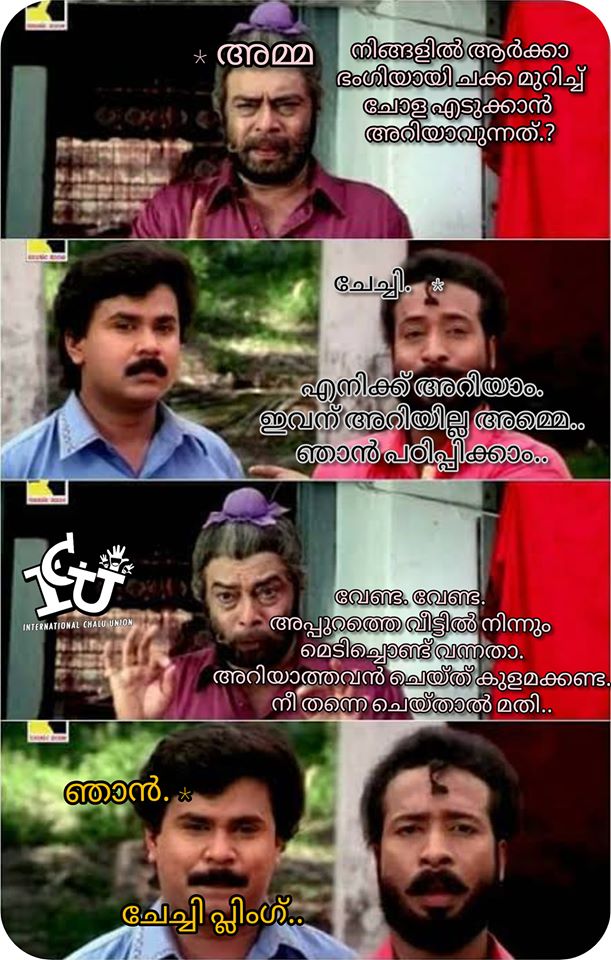 * അമ്മ
നിങ്ങളിൽ ആർക്കാ
ഭംഗിയായി ചക്ക മുറിച്ച്
ചോള എടുക്കാൻ
അറിയാവുന്നത്.?
ചേച്ചി. *
എനിക്ക് അറിയാം.
ഇവന് അറിയില്ല അമ്മെ..
ഞാൻ പഠിപ്പിക്കാം..
ICU
INTERNATIONAL CHALU UNION
വേണ്ട. വേണ്ട.
അപ്പുറത്തെ വീട്ടിൽ നിന്നും
മെടിച്ചൊണ്ട് വന്നതാ.
അറിയാത്തവൻ ചെയ്ത് കുളമക്കണ്ട.
നീ തന്നെ ചെയ്താൽ മതി..
ഞാൻ. *
ചേച്ചി പ്ലിംഗ്..